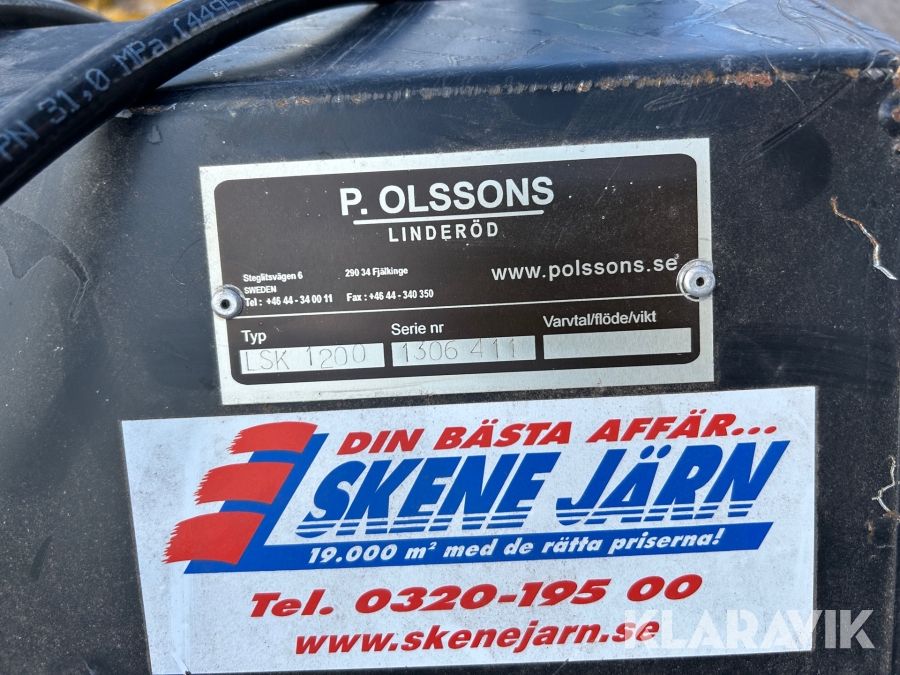 PN 31,0 MPa (4495
P. OLSSONS
LINDERÖD
Steglitsvägen 6 290 34 Fjälkinge
SWEDEN
www.polssons.se
Tel : +46 44 - 34 00 11 Fax : +46 44 - 340 350
Typ Serie nr Varvtal/flöde/vikt
LSK 1200 1306 411
DIN BÄSTA AFFÄR...
SKENE JÄRN
19.000 m² med de rätta priserna!
Tel. 0320-195 00
www.skenejarn.se
KLARAVIK